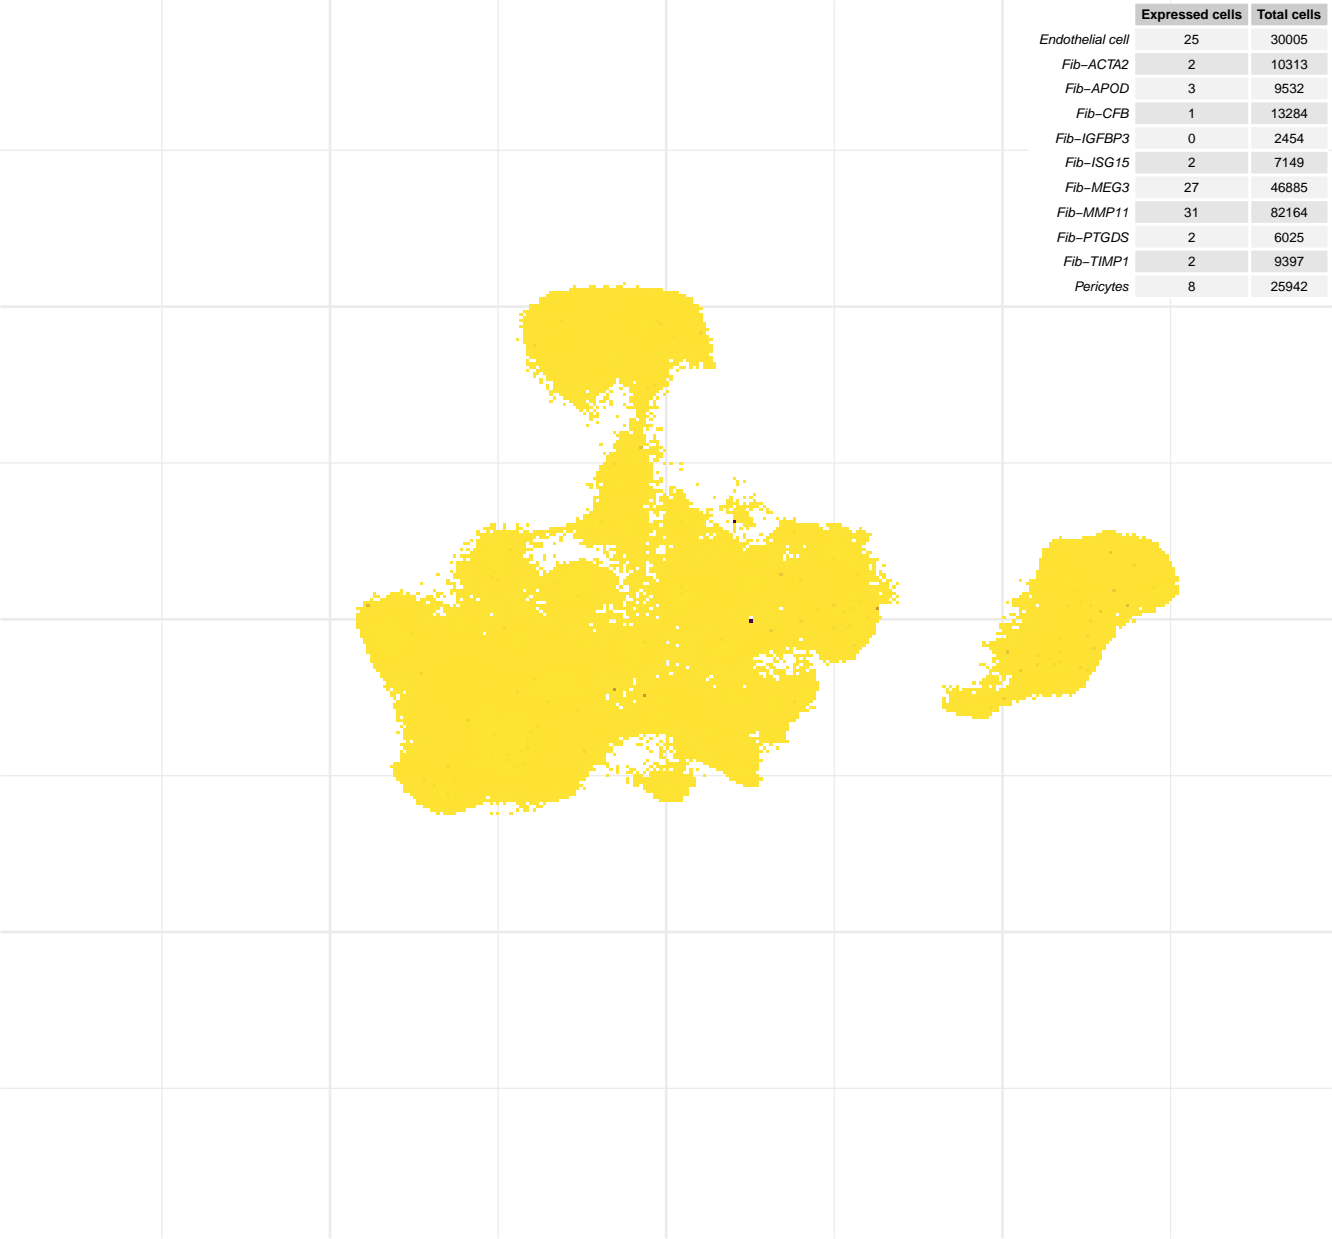 Expressed cells Total cells
Endothelial cell 25 30005
Fib−ACTA2 2 10313
Fib−APOD 3 9532
Fib−CFB 1 13284
Fib−IGFBP3 0 2454
Fib−ISG15 2 7149
Fib−MEG3 27 46885
Fib−MMP11 31 82164
Fib−PTGDS 2 6025
Fib−TIMP1 2 9397
Pericytes 8 25942